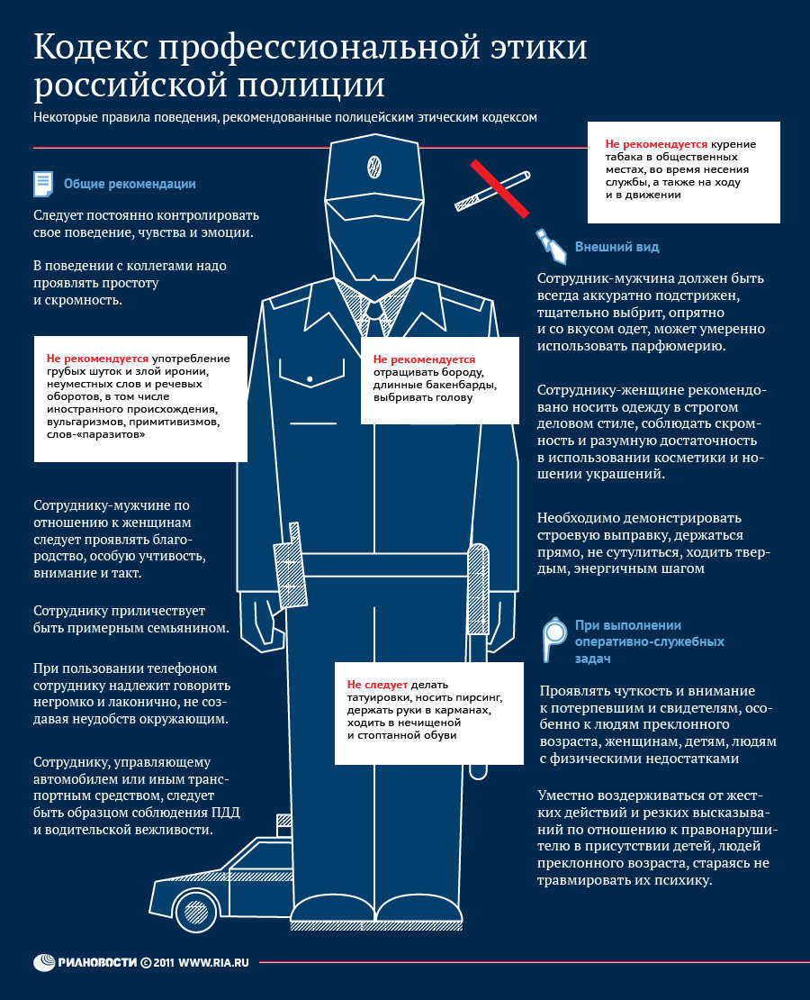 Кодекс профессиональной этики
российской полиции
Некоторые правила поведения, рекомендованные полицейским этическим кодексом
Общие рекомендации
Следует постоянно контролировать
свое поведение, чувства и эмоции.
В поведении с коллегами надо
проявлять простоту
и скромность.
Не рекомендуется употребление
грубых шуток и злой иронии,
неуместных слов и речевых
оборотов, в том числе
иностранного происхождения,
вульгаризмов, примитивизмов,
слов-«паразитов»
Сотруднику-мужчине по
отношению к женщинам
следует проявлять благо-
родство, особую учтивость,
внимание и такт.
Сотруднику приличествует
быть примерным семьянином.
При пользовании телефоном
сотруднику надлежит говорить
негромко и лаконично, не соз-
давая неудобств окружающим.
Сотруднику, управляющему
автомобилем или иным транс-
портным средством, следует
быть образцом соблюдения ПДД
и водительской вежливости.
Не рекомендуется
отращивать бороду,
длинные бакенбарды,
выбривать голову
Не следует делать
татуировки, носить пирсинг,
держать руки в карманах,
ходить в нечищеной
и стоптанной обуви
Не рекомендуется курение
табака в общественных
местах, во время несения
службы, а также на ходу
и в движении
Внешний вид
Сотрудник-мужчина должен быть
всегда аккуратно подстрижен,
тщательно выбрит, опрятно
и со вкусом одет, может умеренно
использовать парфюмерию.
Сотруднику-женщине рекомендо-
вано носить одежду в строгом
деловом стиле, соблюдать скром-
ность и разумную достаточность
в использовании косметики и но-
шении украшений.
Необходимо демонстрировать
строевую выправку, держаться
прямо, не сутулиться, ходить твер-
дым, энергичным шагом
При выполнении
оперативно-служебных
задач
Проявлять чуткость и внимание
к потерпевшим и свидетелям, осо-
бенно к людям преклонного
возраста, женщинам, детям, людям
с физическими недостатками
Уместно воздерживаться от жест-
ких действий и резких высказыва-
ний по отношению к правонаруши-
телю в присутствии детей, людей
преклонного возраста, стараясь не
травмировать их психику.
РИАНОВОСТИ © 2011 WWW.RIA.RU